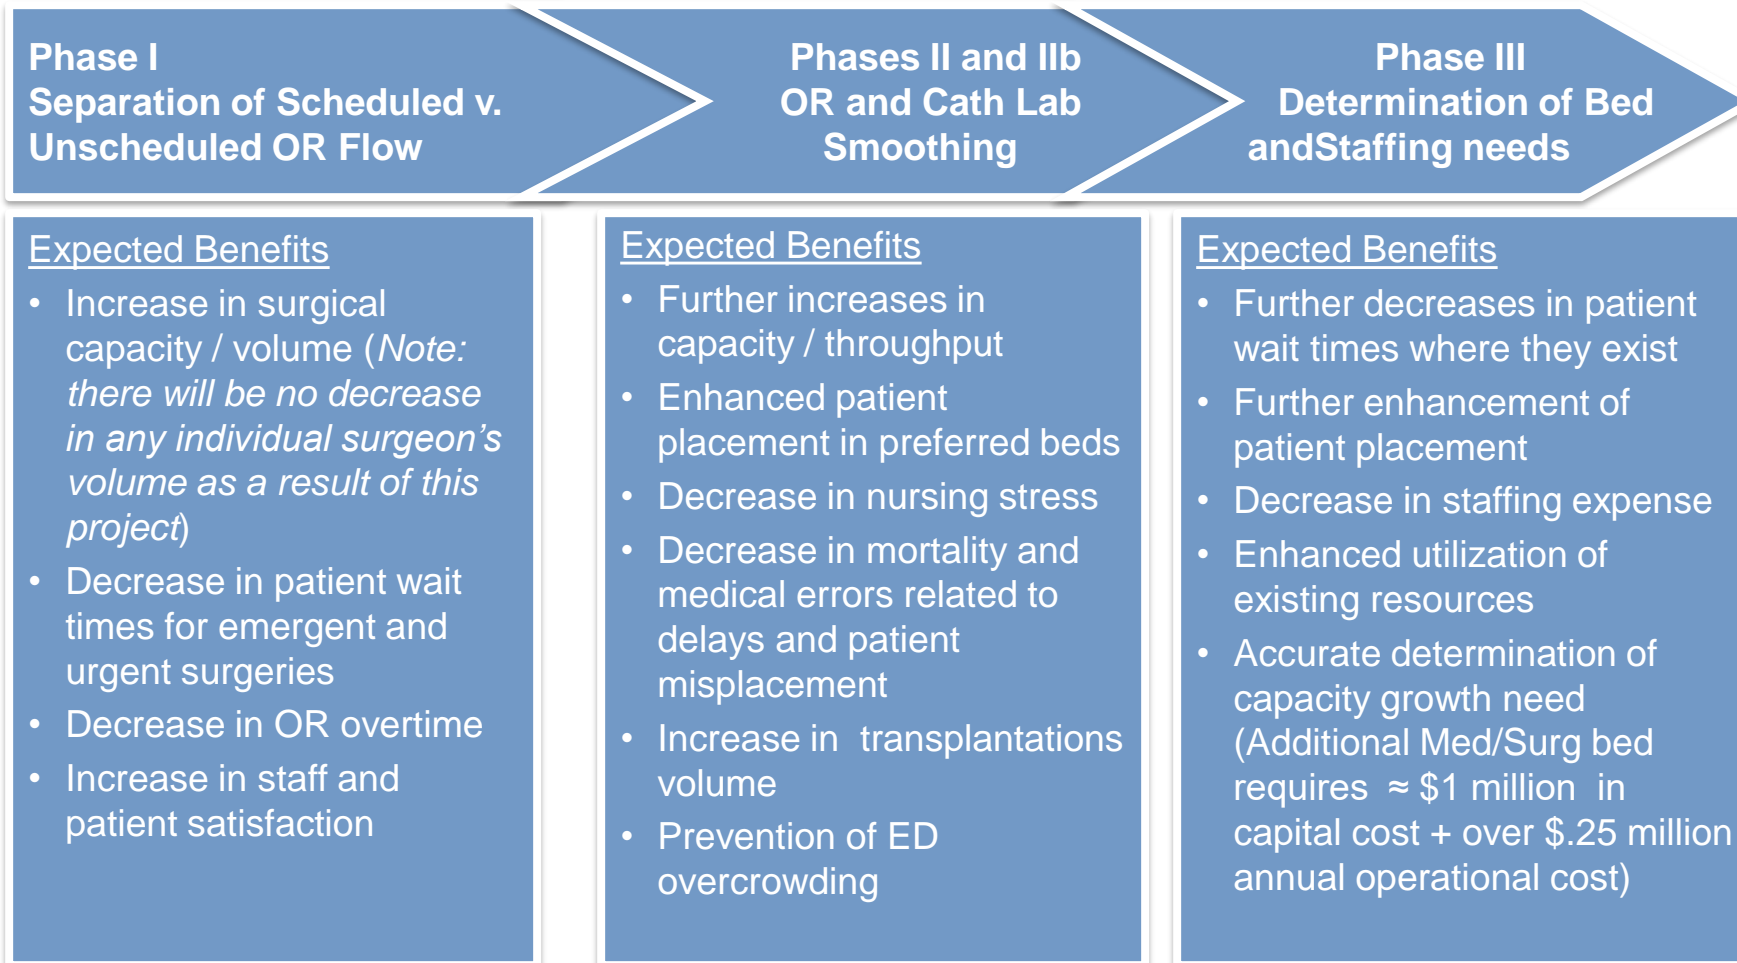 Phase I
Separation of Scheduled v.
Unscheduled OR Flow
Phases II and IIb
OR and Cath Lab
Smoothing
Phase III
Determination of Bed
andStaffing needs
Expected Benefits
• Increase in surgical
capacity / volume (Note:
there will be no decrease
in any individual surgeon’s
volume as a result of this
project)
• Decrease in patient wait
times for emergent and
urgent surgeries
• Decrease in OR overtime
• Increase in staff and
patient satisfaction
Expected Benefits
• Further increases in
capacity / throughput
• Enhanced patient
placement in preferred beds
• Decrease in nursing stress
• Decrease in mortality and
medical errors related to
delays and patient
misplacement
• Increase in  transplantations
volume
• Prevention of ED
overcrowding
Expected Benefits
• Further decreases in patient
wait times where they exist
• Further enhancement of
patient placement
• Decrease in staffing expense
• Enhanced utilization of
existing resources
• Accurate determination of
capacity growth need
(Additional Med/Surg bed
requires  ≈ $1 million  in
capital cost + over $.25 million
annual operational cost)